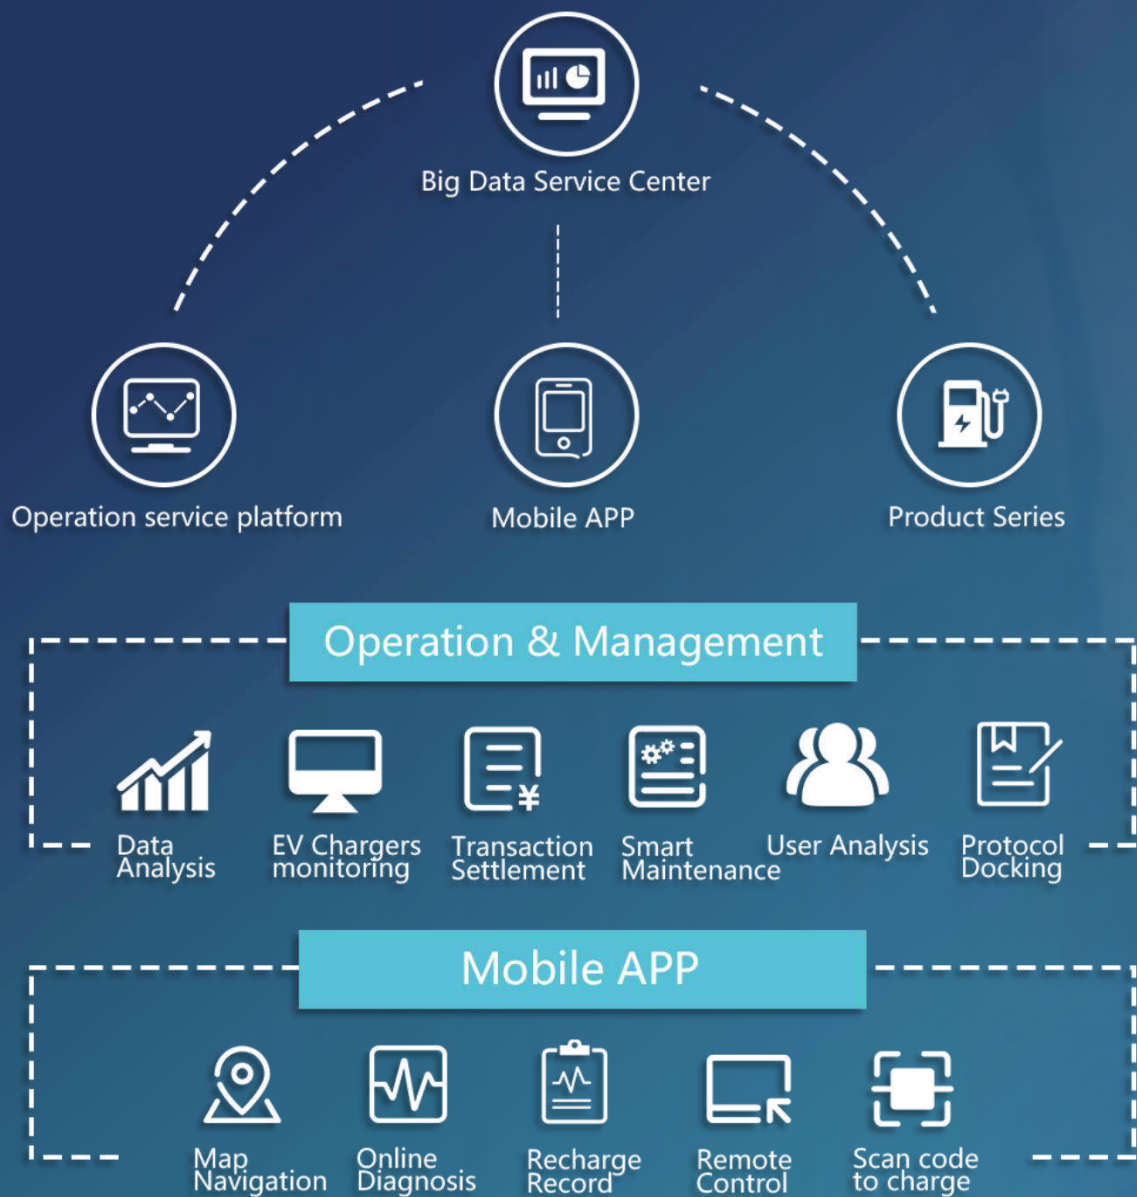 Big Data Service Center
Operation service platform
Mobile APP
Product Series
Operation & Management
Data
Analysis
EV Chargers
monitoring
¥
Transaction
Settlement
Smart
Maintenance
User Analysis
Protocol
Docking
Mobile APP
Map
Navigation
Online
Diagnosis
Recharge
Record
Remote
Control
Scan code
to charge